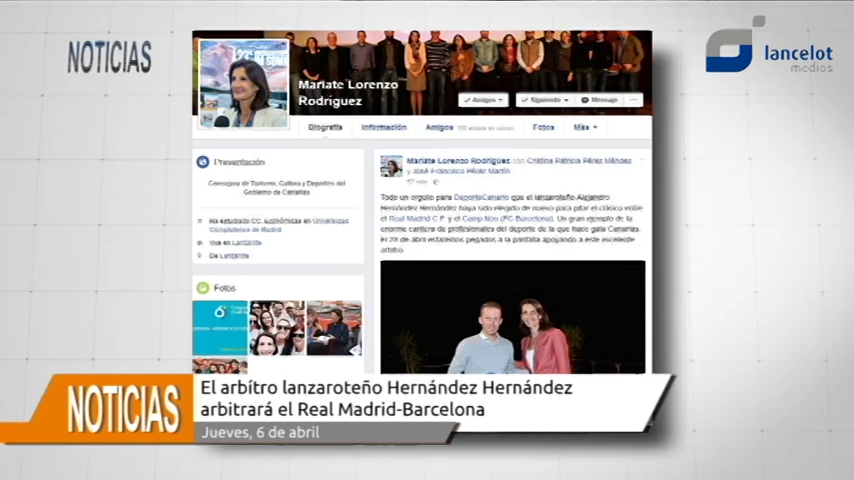 NOTICIAS
lancelot
medios
Mariate Lorenzo
Rodriguez
Amigos
Siguiendo
Mensaje
Biografía
Información
Amigos
Fotos
Más
Presentación
Consejera de Turismo, Cultura y Deportes del
Gobierno de Canarias
Ha estudiado CC. Económicas en Universidad
Complutense de Madrid
Vive en Lanzarote
De Lanzarote
Fotos
Mariate Lorenzo Rodríguez con Cristina Patricia Pérez Méndez
y José Francisco Pérez Martín
57 min
Todo un orgullo para DeporteCanario que el lanzaroteño Alejandro
Hernández Hernández haya sido elegido de nuevo para pitar el clásico entre
el Real Madrid C.F. y el Camp Nou (FC Barcelona). Un gran ejemplo de la
enorme cantera de profesionales del deporte de la que hace gala Canarias.
El 23 de abril estaremos pegados a la pantalla apoyando a este excelente
árbitro
NOTICIAS
El arbítro lanzaroteño Hernández Hernández
arbitrará el Real Madrid-Barcelona
Jueves, 6 de abril